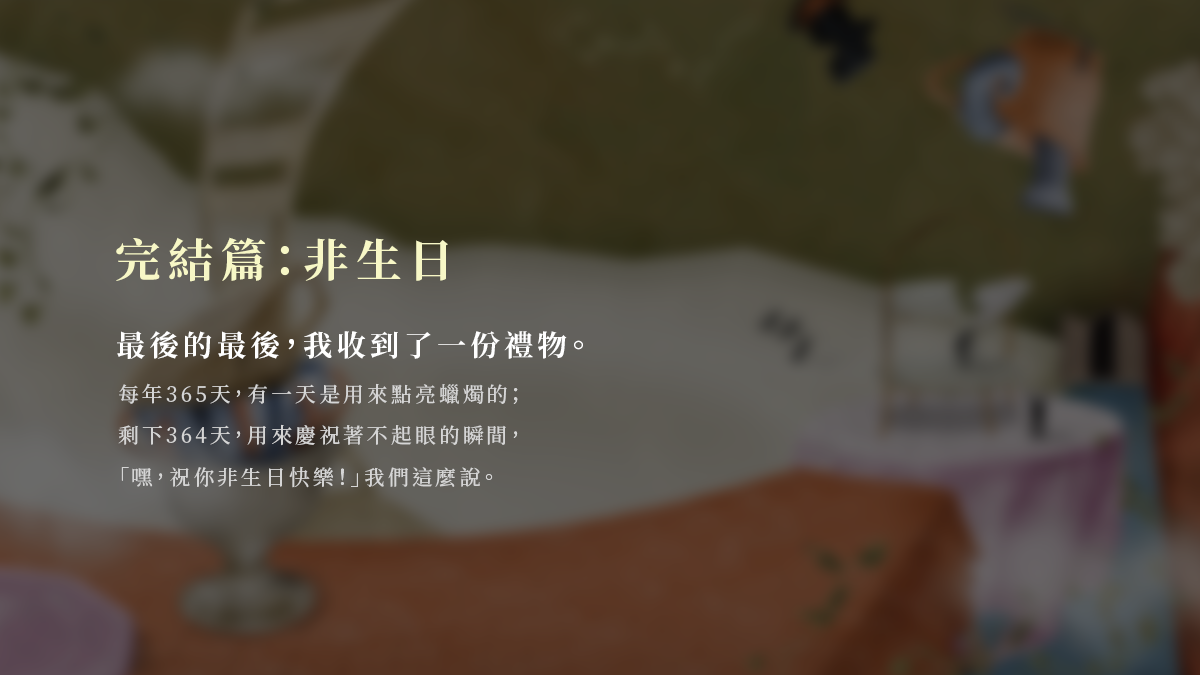 完結篇：非生日
最後的最後，我收到了一份禮物。
每年365天，有一天是用來點亮蠟燭的；
剩下364天，用來慶祝著不起眼的瞬間，
「嘿，祝你非生日快樂！」我們這麼說。